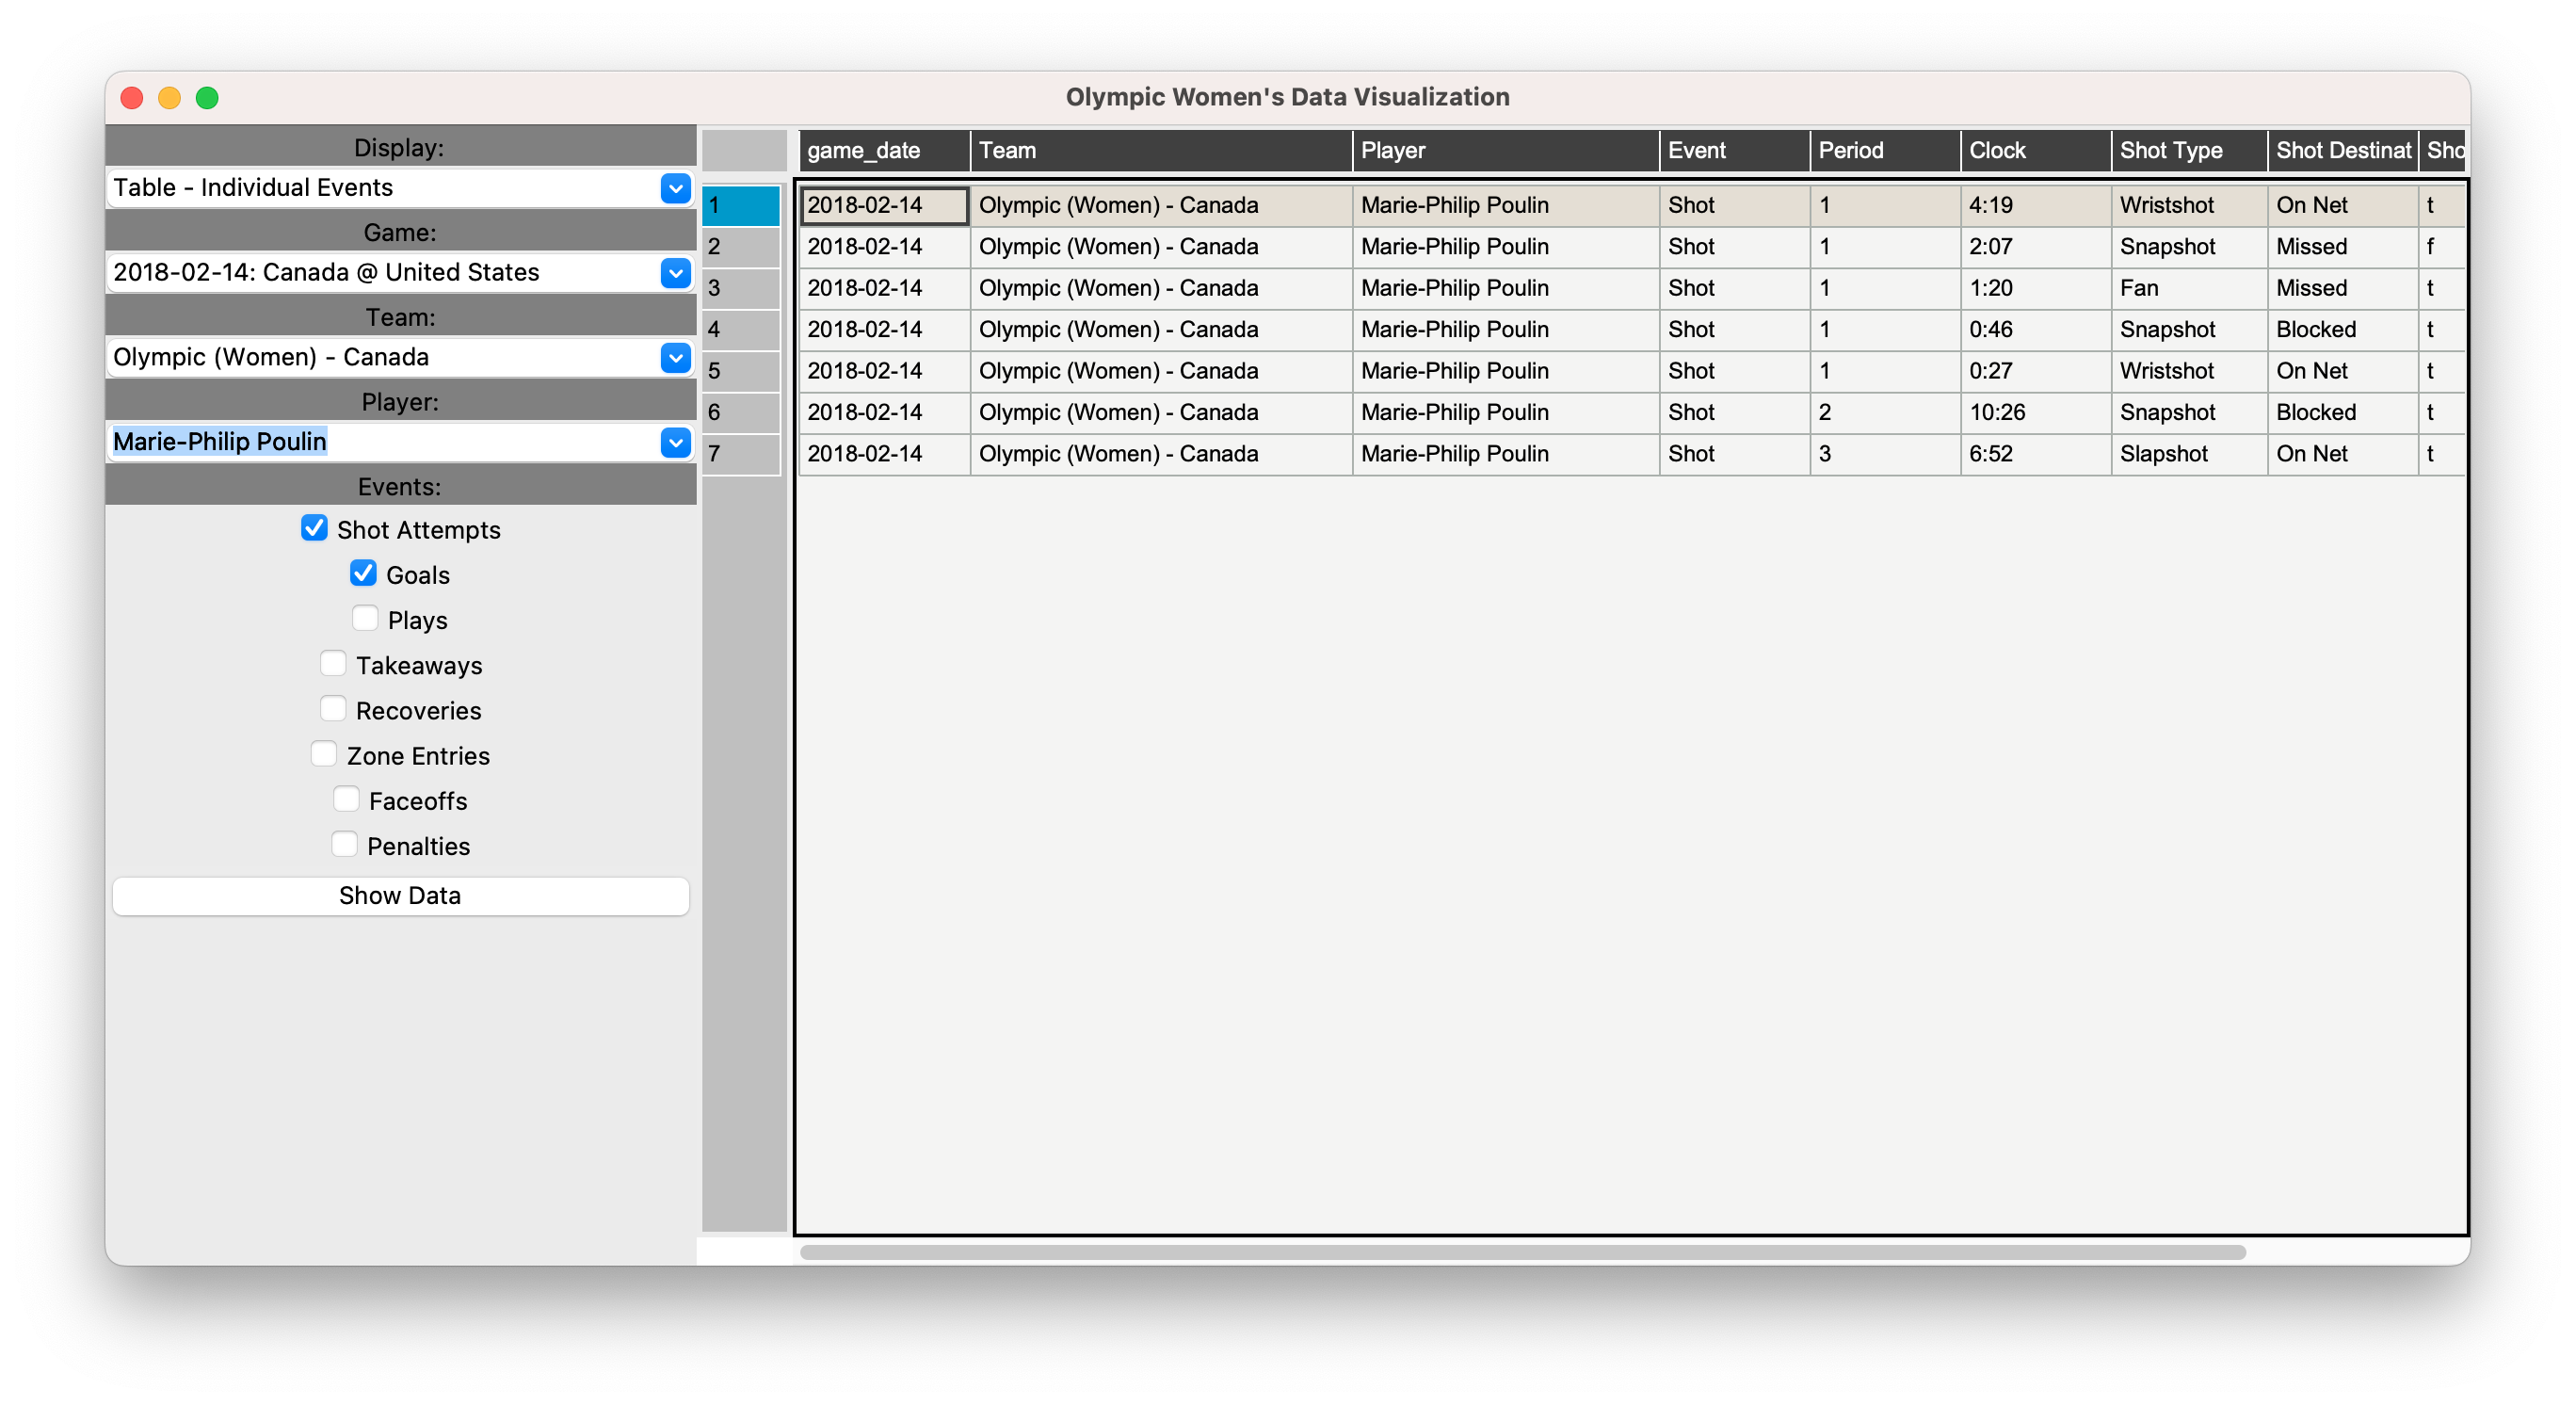 Olympic Women's Data Visualization
Display:
Table - Individual Events
Game:
2018-02-14: Canada @ United States
Team:
Olympic (Women) - Canada
Player:
Marie-Philip Poulin
Events:
Shot Attempts
Goals
Plays
Takeaways
Recoveries
Zone Entries
Faceoffs
Penalties
Show Data
game_date Team Player Event Period Clock Shot Type Shot Destinat Sho
1 2018-02-14 Olympic (Women) - Canada Marie-Philip Poulin Shot 1 4:19 Wristshot On Net t
2 2018-02-14 Olympic (Women) - Canada Marie-Philip Poulin Shot 1 2:07 Snapshot Missed f
3 2018-02-14 Olympic (Women) - Canada Marie-Philip Poulin Shot 1 1:20 Fan Missed t
4 2018-02-14 Olympic (Women) - Canada Marie-Philip Poulin Shot 1 0:46 Snapshot Blocked t
5 2018-02-14 Olympic (Women) - Canada Marie-Philip Poulin Shot 1 0:27 Wristshot On Net t
6 2018-02-14 Olympic (Women) - Canada Marie-Philip Poulin Shot 2 10:26 Snapshot Blocked t
7 2018-02-14 Olympic (Women) - Canada Marie-Philip Poulin Shot 3 6:52 Slapshot On Net t